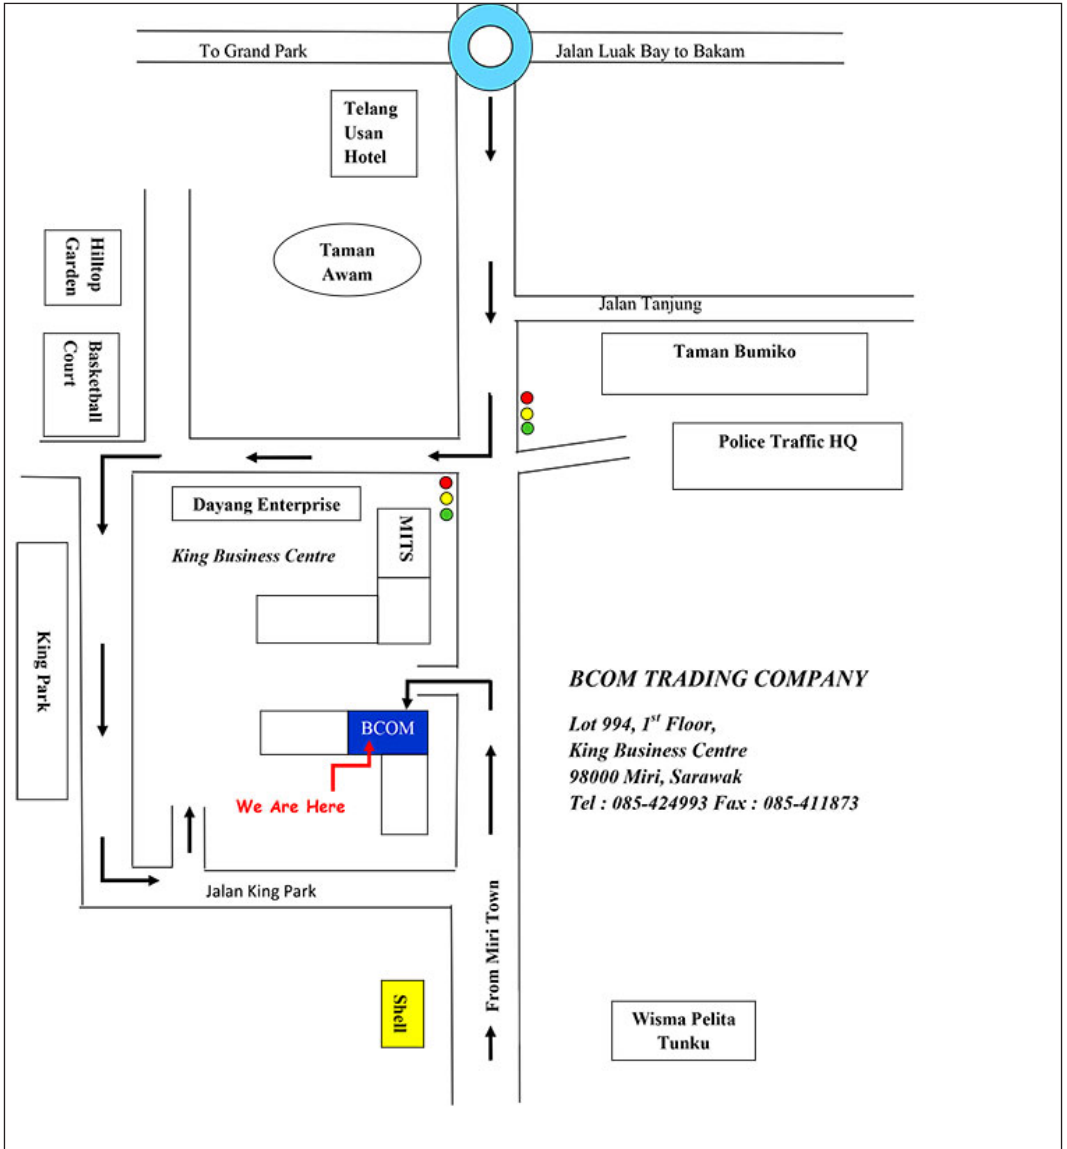 To Grand Park
Jalan Luak Bay to Bakam
Telang
Usan
Hotel
Hilltop
Garden
Taman
Awam
Jalan Tanjung
Basketball
Court
Taman Bumiko
Police Traffic HQ
Dayang Enterprise
MITS
King Business Centre
King Park
BCOM
We Are Here
BCOM TRADING COMPANY
Lot 994, 1st Floor,
King Business Centre
98000 Miri, Sarawak
Tel : 085-424993 Fax : 085-411873
Jalan King Park
From Miri Town
Shell
Wisma Pelita
Tunku